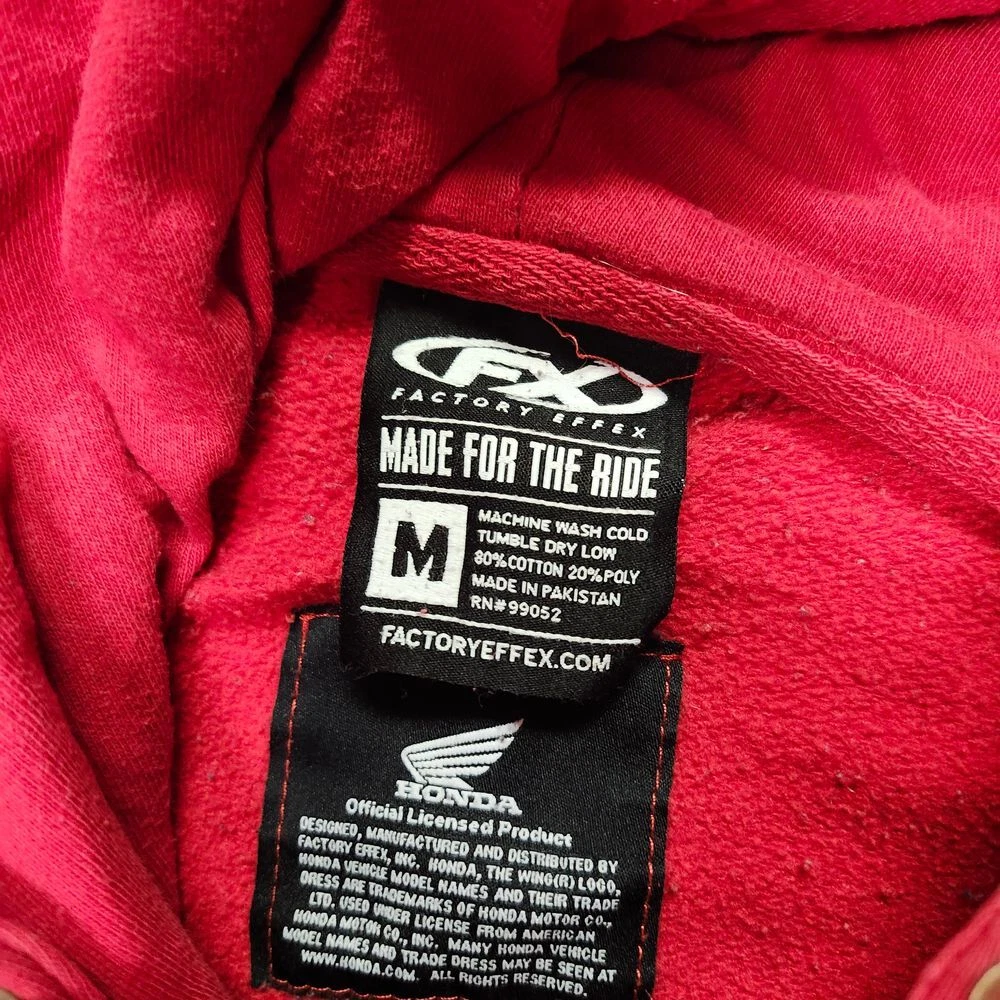 FX
FACTORY EFFEX
MADE FOR THE RIDE
M
MACHINE WASH COLD
TUMBLE DRY LOW
80%COTTON 20%POLY
MADE IN PAKISTAN
RN#99052
FACTORYEFFEX.COM
HONDA
Official Licensed Product
DESIGNED, MANUFACTURED AND DISTRIBUTED BY
FACTORY EFFEX, INC. HONDA, THE WING(R) LOGO,
HONDA VEHICLE MODEL NAMES AND THEIR TRADE
DRESS ARE TRADEMARKS OF HONDA MOTOR CO.,
LTD. USED UNDER LICENSE FROM AMERICAN
HONDA MOTOR CO., INC. MANY HONDA VEHICLE
MODEL NAMES AND TRADE DRESS MAY BE SEEN AT
WWW.HONDA.COM. ALL RIGHTS RESERVED.